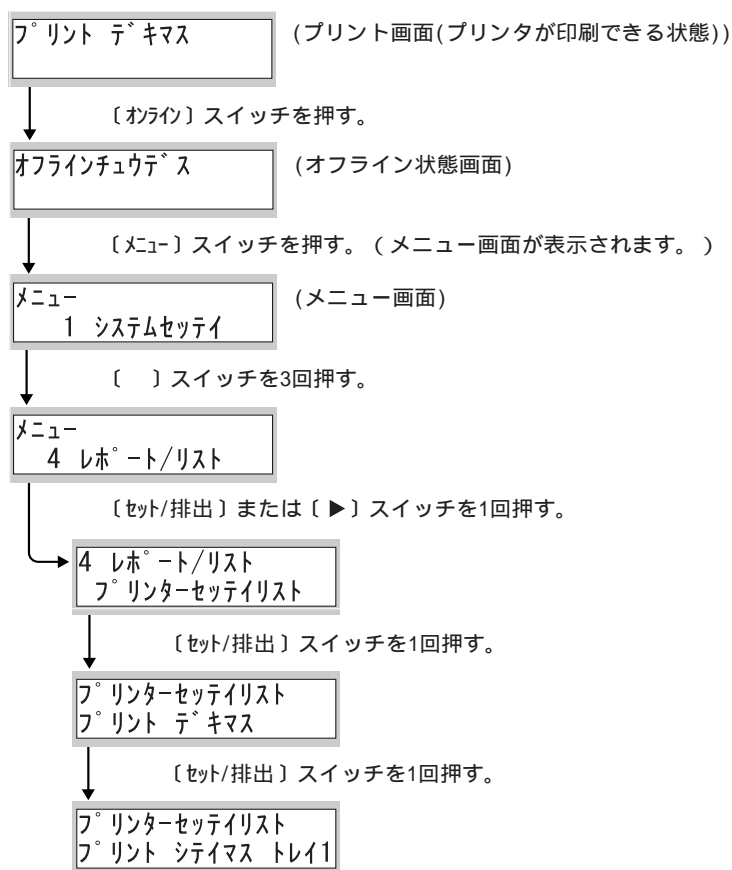 プリント デキマス
(プリント画面(プリンタが印刷できる状態))
〔オンライン〕スイッチを押す。
オフラインチュウデス
(オフライン状態画面)
〔メニュー〕スイッチを押す。(メニュー画面が表示されます。)
メニュー
1 システムセッテイ
(メニュー画面)
〔 〕スイッチを3回押す。
メニュー
4 レポート/リスト
〔セット/排出〕または〔▶〕スイッチを1回押す。
4 レポート/リスト
プリンターセッテイリスト
〔セット/排出〕スイッチを1回押す。
プリンターセッテイリスト
プリント デキマス
〔セット/排出〕スイッチを1回押す。
プリンターセッテイリスト
プリント シテイマス トレイ1